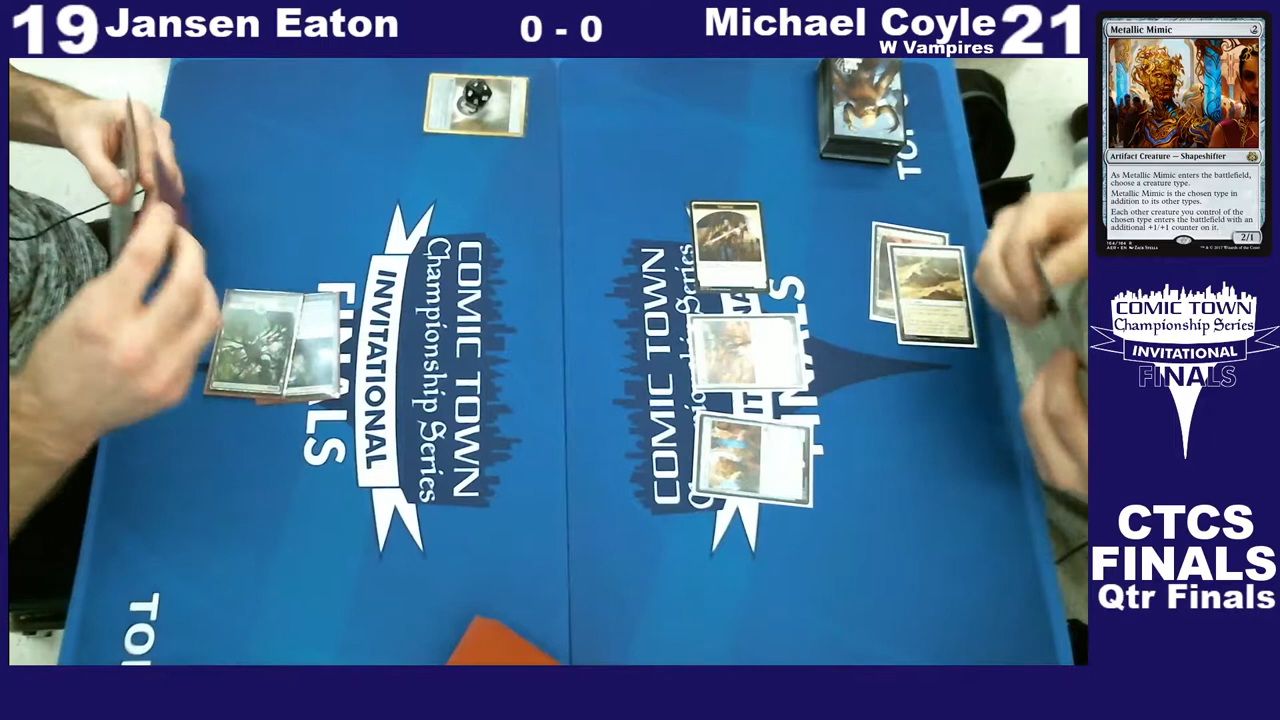 19 Jansen Eaton 0 - 0 Michael Coyle 21
W Vampires
Metallic Mimic 2
Artifact Creature — Shapeshifter
As Metallic Mimic enters the battlefield,
choose a creature type.
Metallic Mimic is the chosen type in
addition to its other types.
Each other creature you control of the
chosen type enters the battlefield with an
additional +1/+1 counter on it.
2/1
COMIC TOWN
Championship Series
INVITATIONAL
FINALS
COMIC TOWN
Championship Series
INVITATIONAL
FINALS
COMIC TOWN
CTCS
FINALS
Qtr Finals